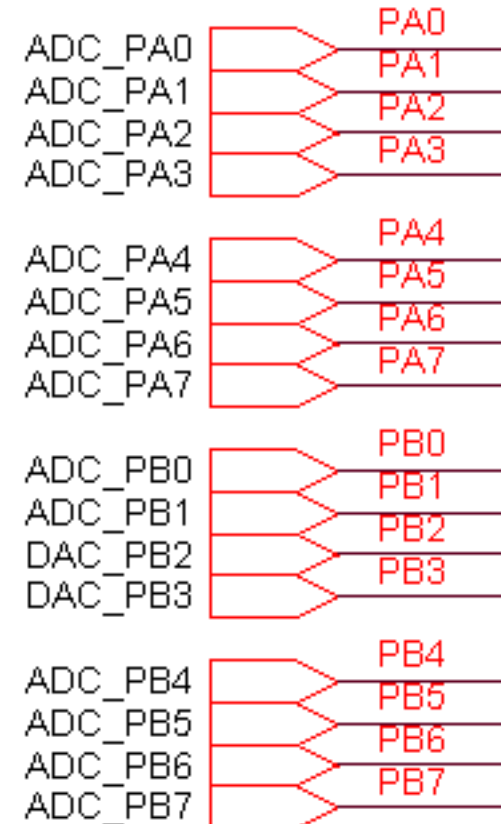 ADC_PA0 PA0
ADC_PA1 PA1
ADC_PA2 PA2
ADC_PA3 PA3
ADC_PA4 PA4
ADC_PA5 PA5
ADC_PA6 PA6
ADC_PA7 PA7
ADC_PB0 PB0
ADC_PB1 PB1
DAC_PB2 PB2
DAC_PB3 PB3
ADC_PB4 PB4
ADC_PB5 PB5
ADC_PB6 PB6
ADC_PB7 PB7